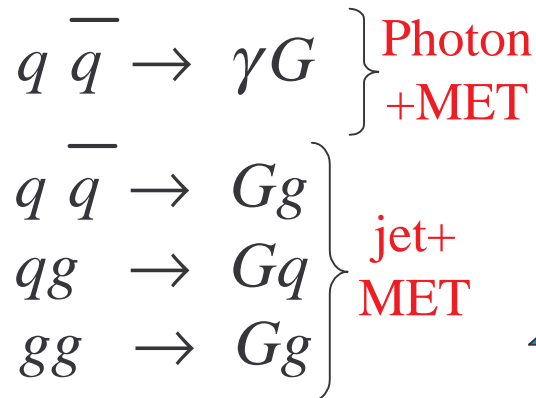 q q̅ → γG
Photon
+MET
q q̅ → Gg
qg → Gq
gg → Gg
jet+
MET